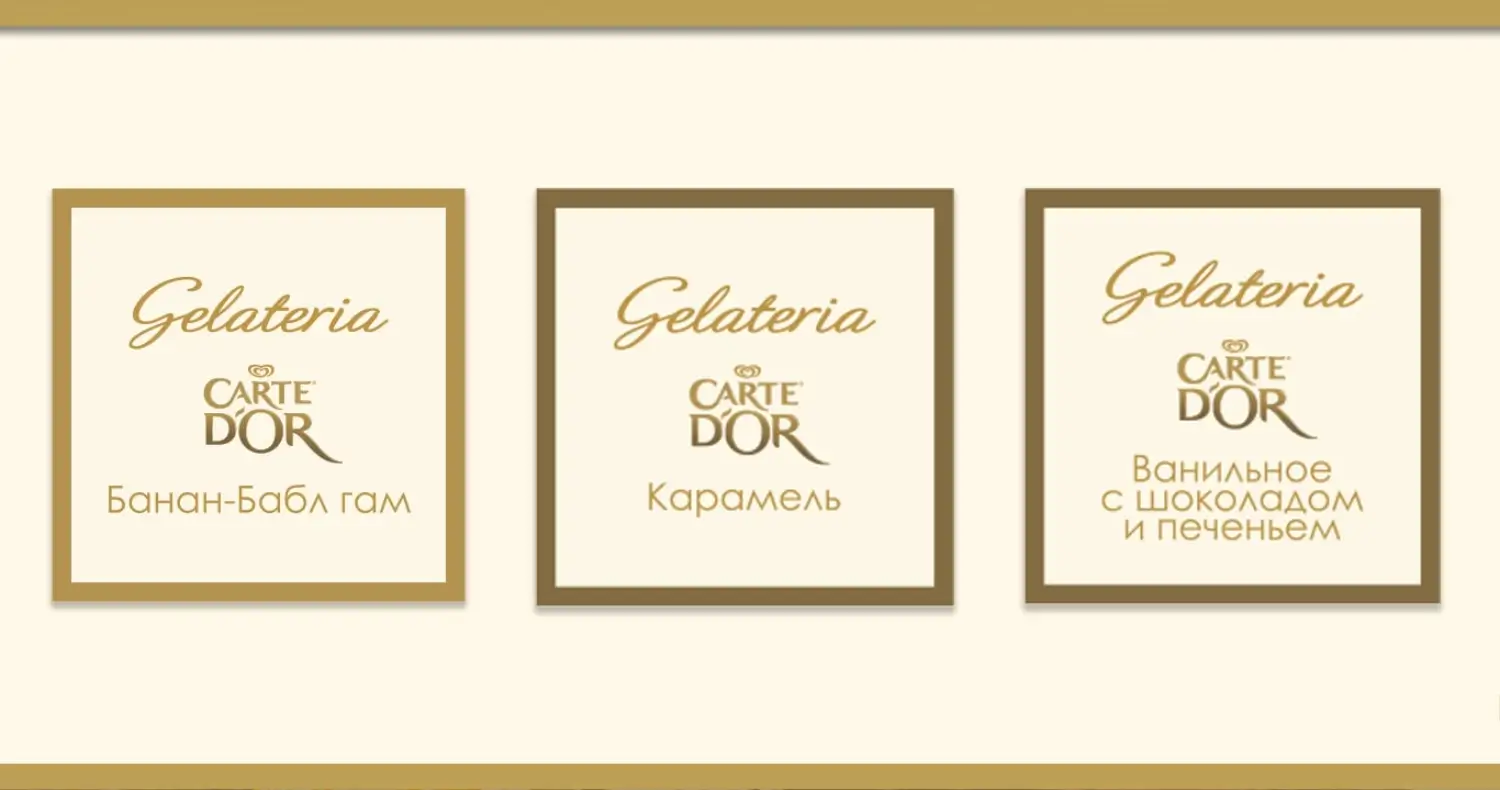 Gelateria
CARTE
D'OR
Банан-Бабл гам
Gelateria
CARTE
D'OR
Карамель
Gelateria
CARTE
D'OR
Ванильное
с шоколадом
и печеньем